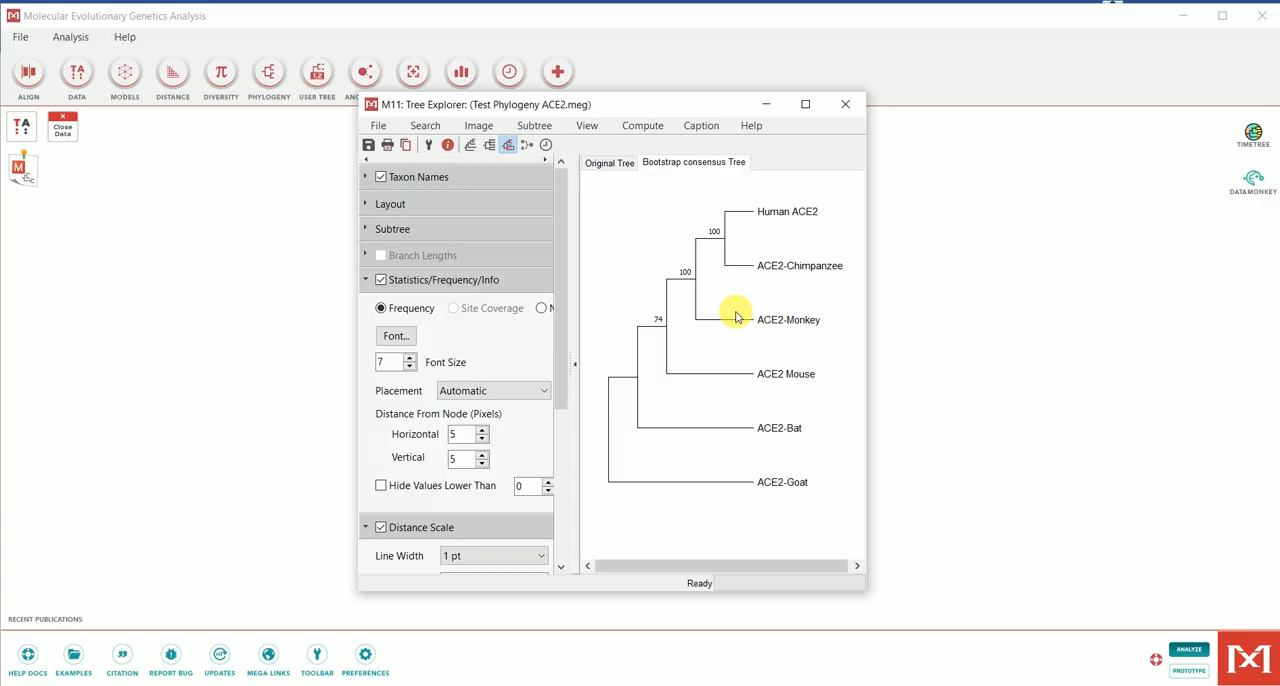 Molecular Evolutionary Genetics Analysis
File Analysis Help
ALIGN DATA MODELS DISTANCE DIVERSITY PHYLOGENY USER TREE
TA
Close
Data
M11: Tree Explorer: (Test Phylogeny ACE2.meg)
File Search Image Subtree View Compute Caption Help
Original Tree Bootstrap consensus Tree
Taxon Names
Layout
Subtree
Branch Lengths
Statistics/Frequency/Info
Frequency Site Coverage N
Font...
7 Font Size
Placement Automatic
Distance From Node (Pixels)
Horizontal 5
Vertical 5
Hide Values Lower Than 0
Distance Scale
Line Width 1 pt
Human ACE2
100
ACE2-Chimpanzee
100
74
ACE2-Monkey
ACE2 Mouse
ACE2-Bat
ACE2-Goat
Ready
TIMETREE
DATAMONKEY
RECENT PUBLICATIONS
HELP DOCS EXAMPLES CITATION REPORT BUG UPDATES MEGA LINKS TOOLBAR PREFERENCES
ANALYZE
PROTOTYPE